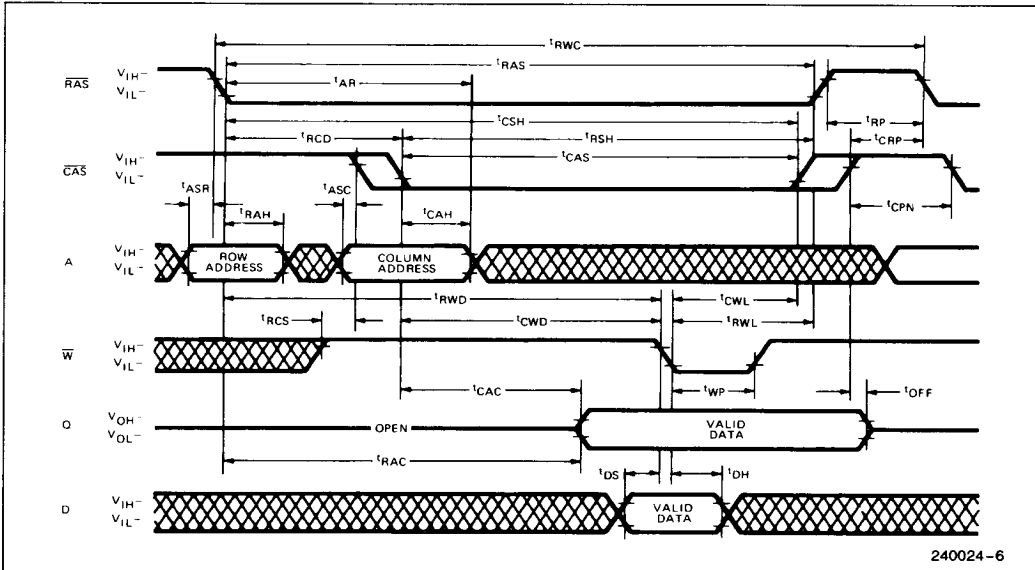 tRWC
tRAS
tAR
RAS VIH-
VIL-
tRP
tCSH
tRCD tRSH tCRP
CAS VIH-
VIL-
tCAS
tASR tASC tCPN
tRAH tCAH
A VIH-
VIL-
ROW ADDRESS COLUMN ADDRESS
tRWD tCWL
tRCS tCWD tRWL
W VIH-
VIL-
tCAC tWP tOFF
Q VOH-
VOL-
OPEN VALID DATA
tRAC
tDS tDH
D VIH-
VIL-
VALID DATA
240024-6